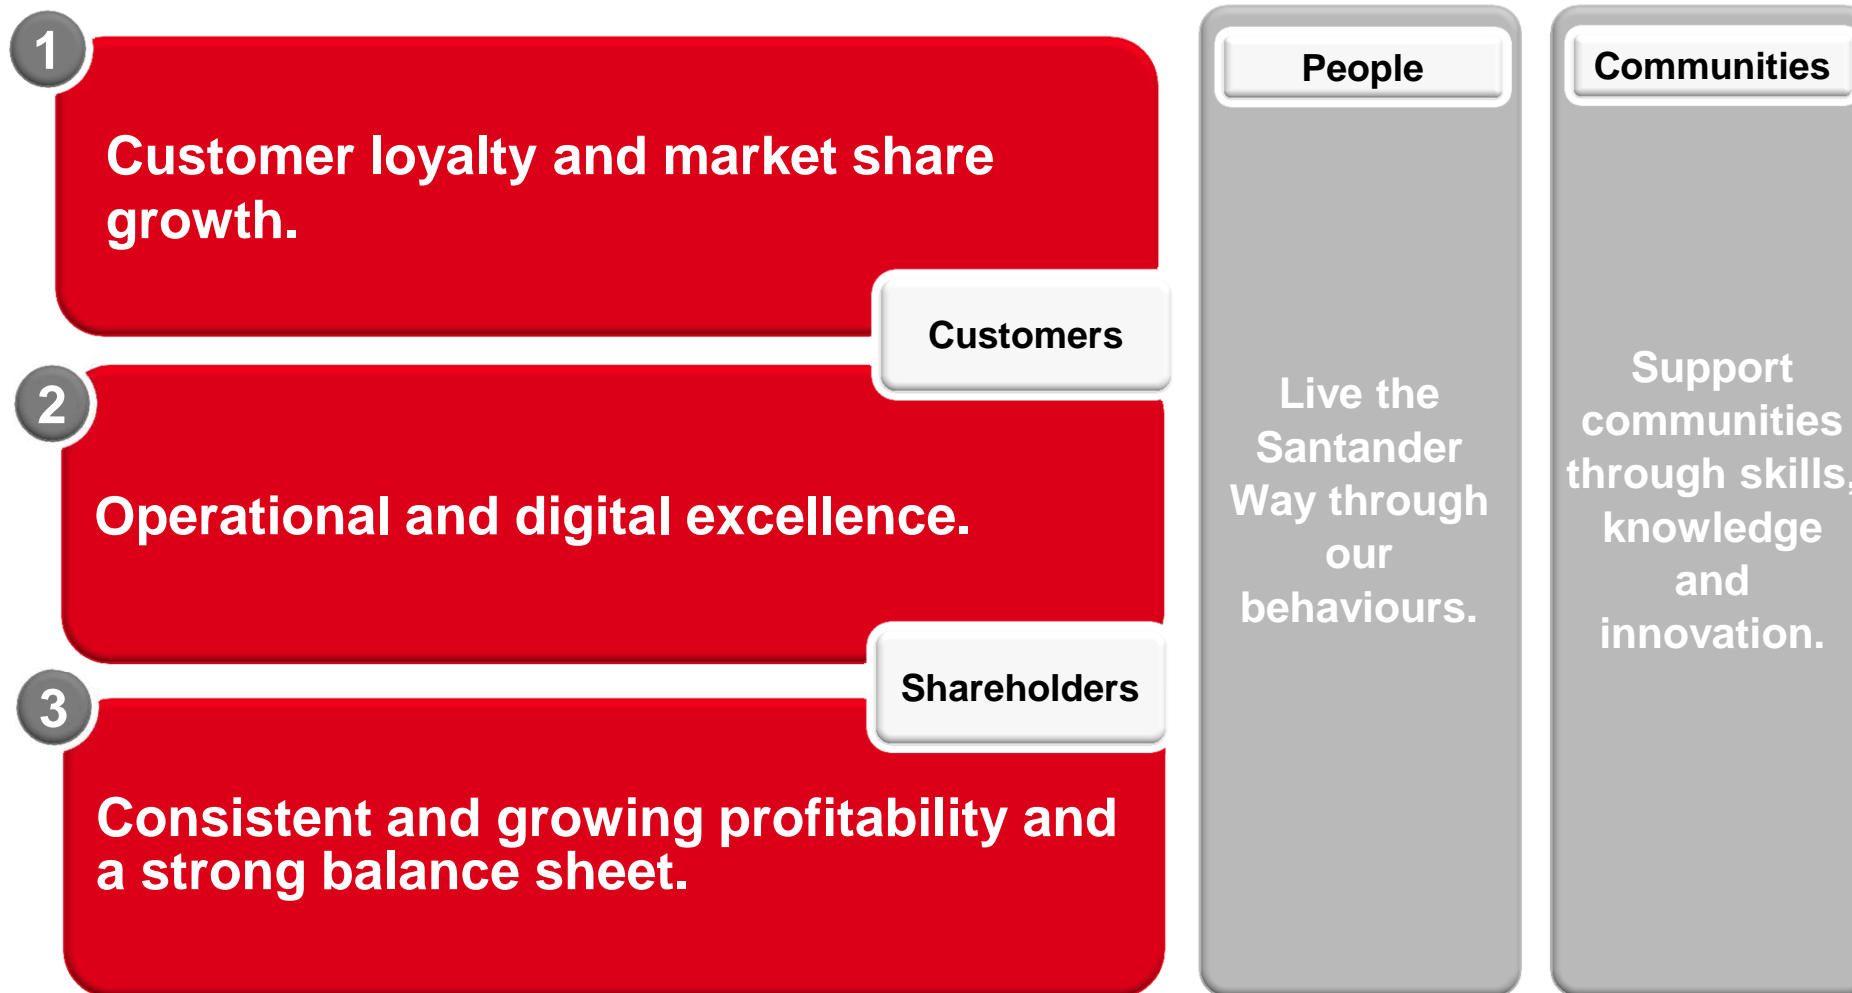 1
Customer loyalty and market share
growth.
Customers
2
Operational and digital excellence.
Shareholders
3
Consistent and growing profitability and
a strong balance sheet.
People
Live the
Santander
Way through
our
behaviours.
Communities
Support
communities
through skills,
knowledge
and
innovation.